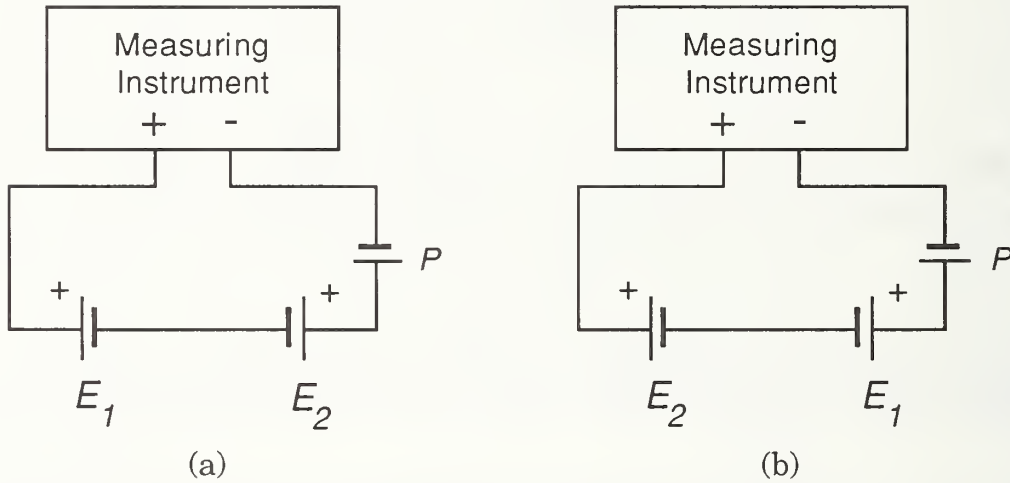 Measuring
Instrument
+ -
P
+ +
E1 E2
(a)
Measuring
Instrument
+ -
P
+ +
E2 E1
(b)